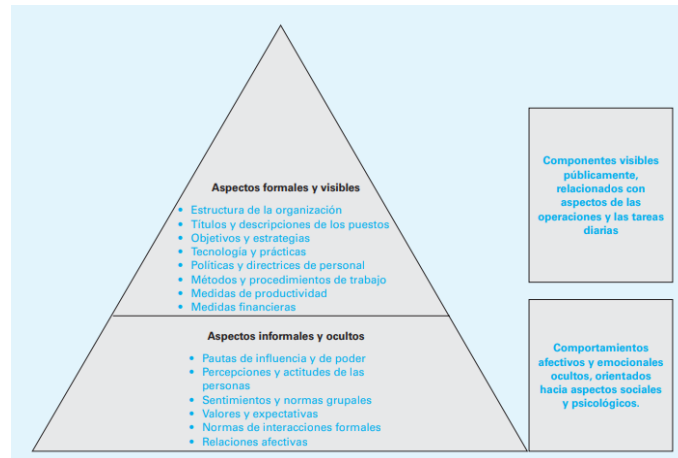 Aspectos formales y visibles
• Estructura de la organización
• Títulos y descripciones de los puestos
• Objetivos y estrategias
• Tecnología y prácticas
• Políticas y directrices de personal
• Métodos y procedimientos de trabajo
• Medidas de productividad
• Medidas financieras
Componentes visibles
públicamente,
relacionados con
aspectos de las
operaciones y las tareas
diarias
Aspectos informales y ocultos
• Pautas de influencia y de poder
• Percepciones y actitudes de las
personas
• Sentimientos y normas grupales
• Valores y expectativas
• Normas de interacciones formales
• Relaciones afectivas
Comportamientos
afectivos y emocionales
ocultos, orientados
hacia aspectos sociales
y psicológicos.